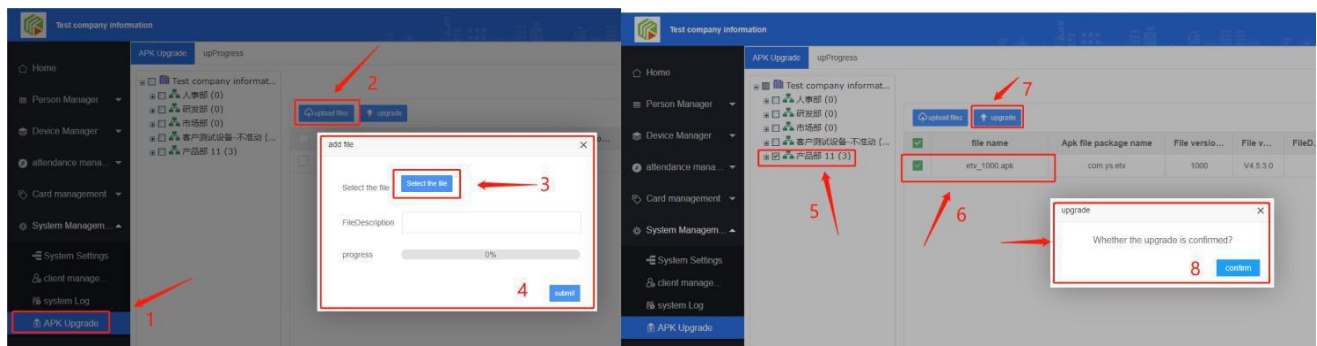 Test company information
APK Upgrade
upProgress
Home
Person Manager
Device Manager
attendance mana...
Card management
System Managem...
System Settings
client manage...
system Log
APK Upgrade
1
Test company informat...
人事部 (0)
研发部 (0)
市场部 (0)
客户测试设备-不准动 (...
产品部 11 (3)
2
upload files
upgrade
add file
Select the file
Select the file
3
FileDescription
progress
0%
4
submit
Test company information
APK Upgrade
upProgress
Home
Person Manager
Device Manager
attendance mana...
Card management
System Managem...
System Settings
client manage...
system Log
APK Upgrade
Test company informat...
人事部 (0)
研发部 (0)
市场部 (0)
客户测试设备-不准动 (...
产品部 11 (3)
5
7
upload files
upgrade
file name
Apk file package name
File versio...
File v...
FileD...
etv_1000.apk
com.ys.etv
1000
V4.5.3.0
6
upgrade
Whether the upgrade is confirmed?
8
confirm